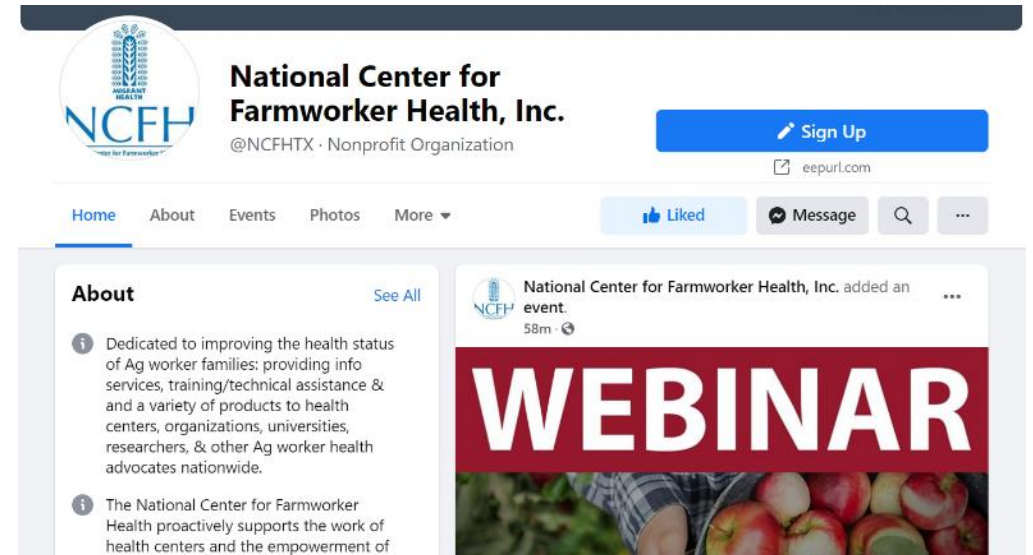 MIGRANT
HEALTH
NCFH
National Center for
Farmworker Health, Inc.
@NCFHTX · Nonprofit Organization
Sign Up
eepurl.com
Home About Events Photos More
Liked Message ...
About See All
Dedicated to improving the health status
of Ag worker families: providing info
services, training/technical assistance &
and a variety of products to health
centers, organizations, universities,
researchers, & other Ag worker health
advocates nationwide.
The National Center for Farmworker
Health proactively supports the work of
health centers and the empowerment of
NCFH
National Center for Farmworker Health, Inc. added an
event.
58m ·
WEBINAR